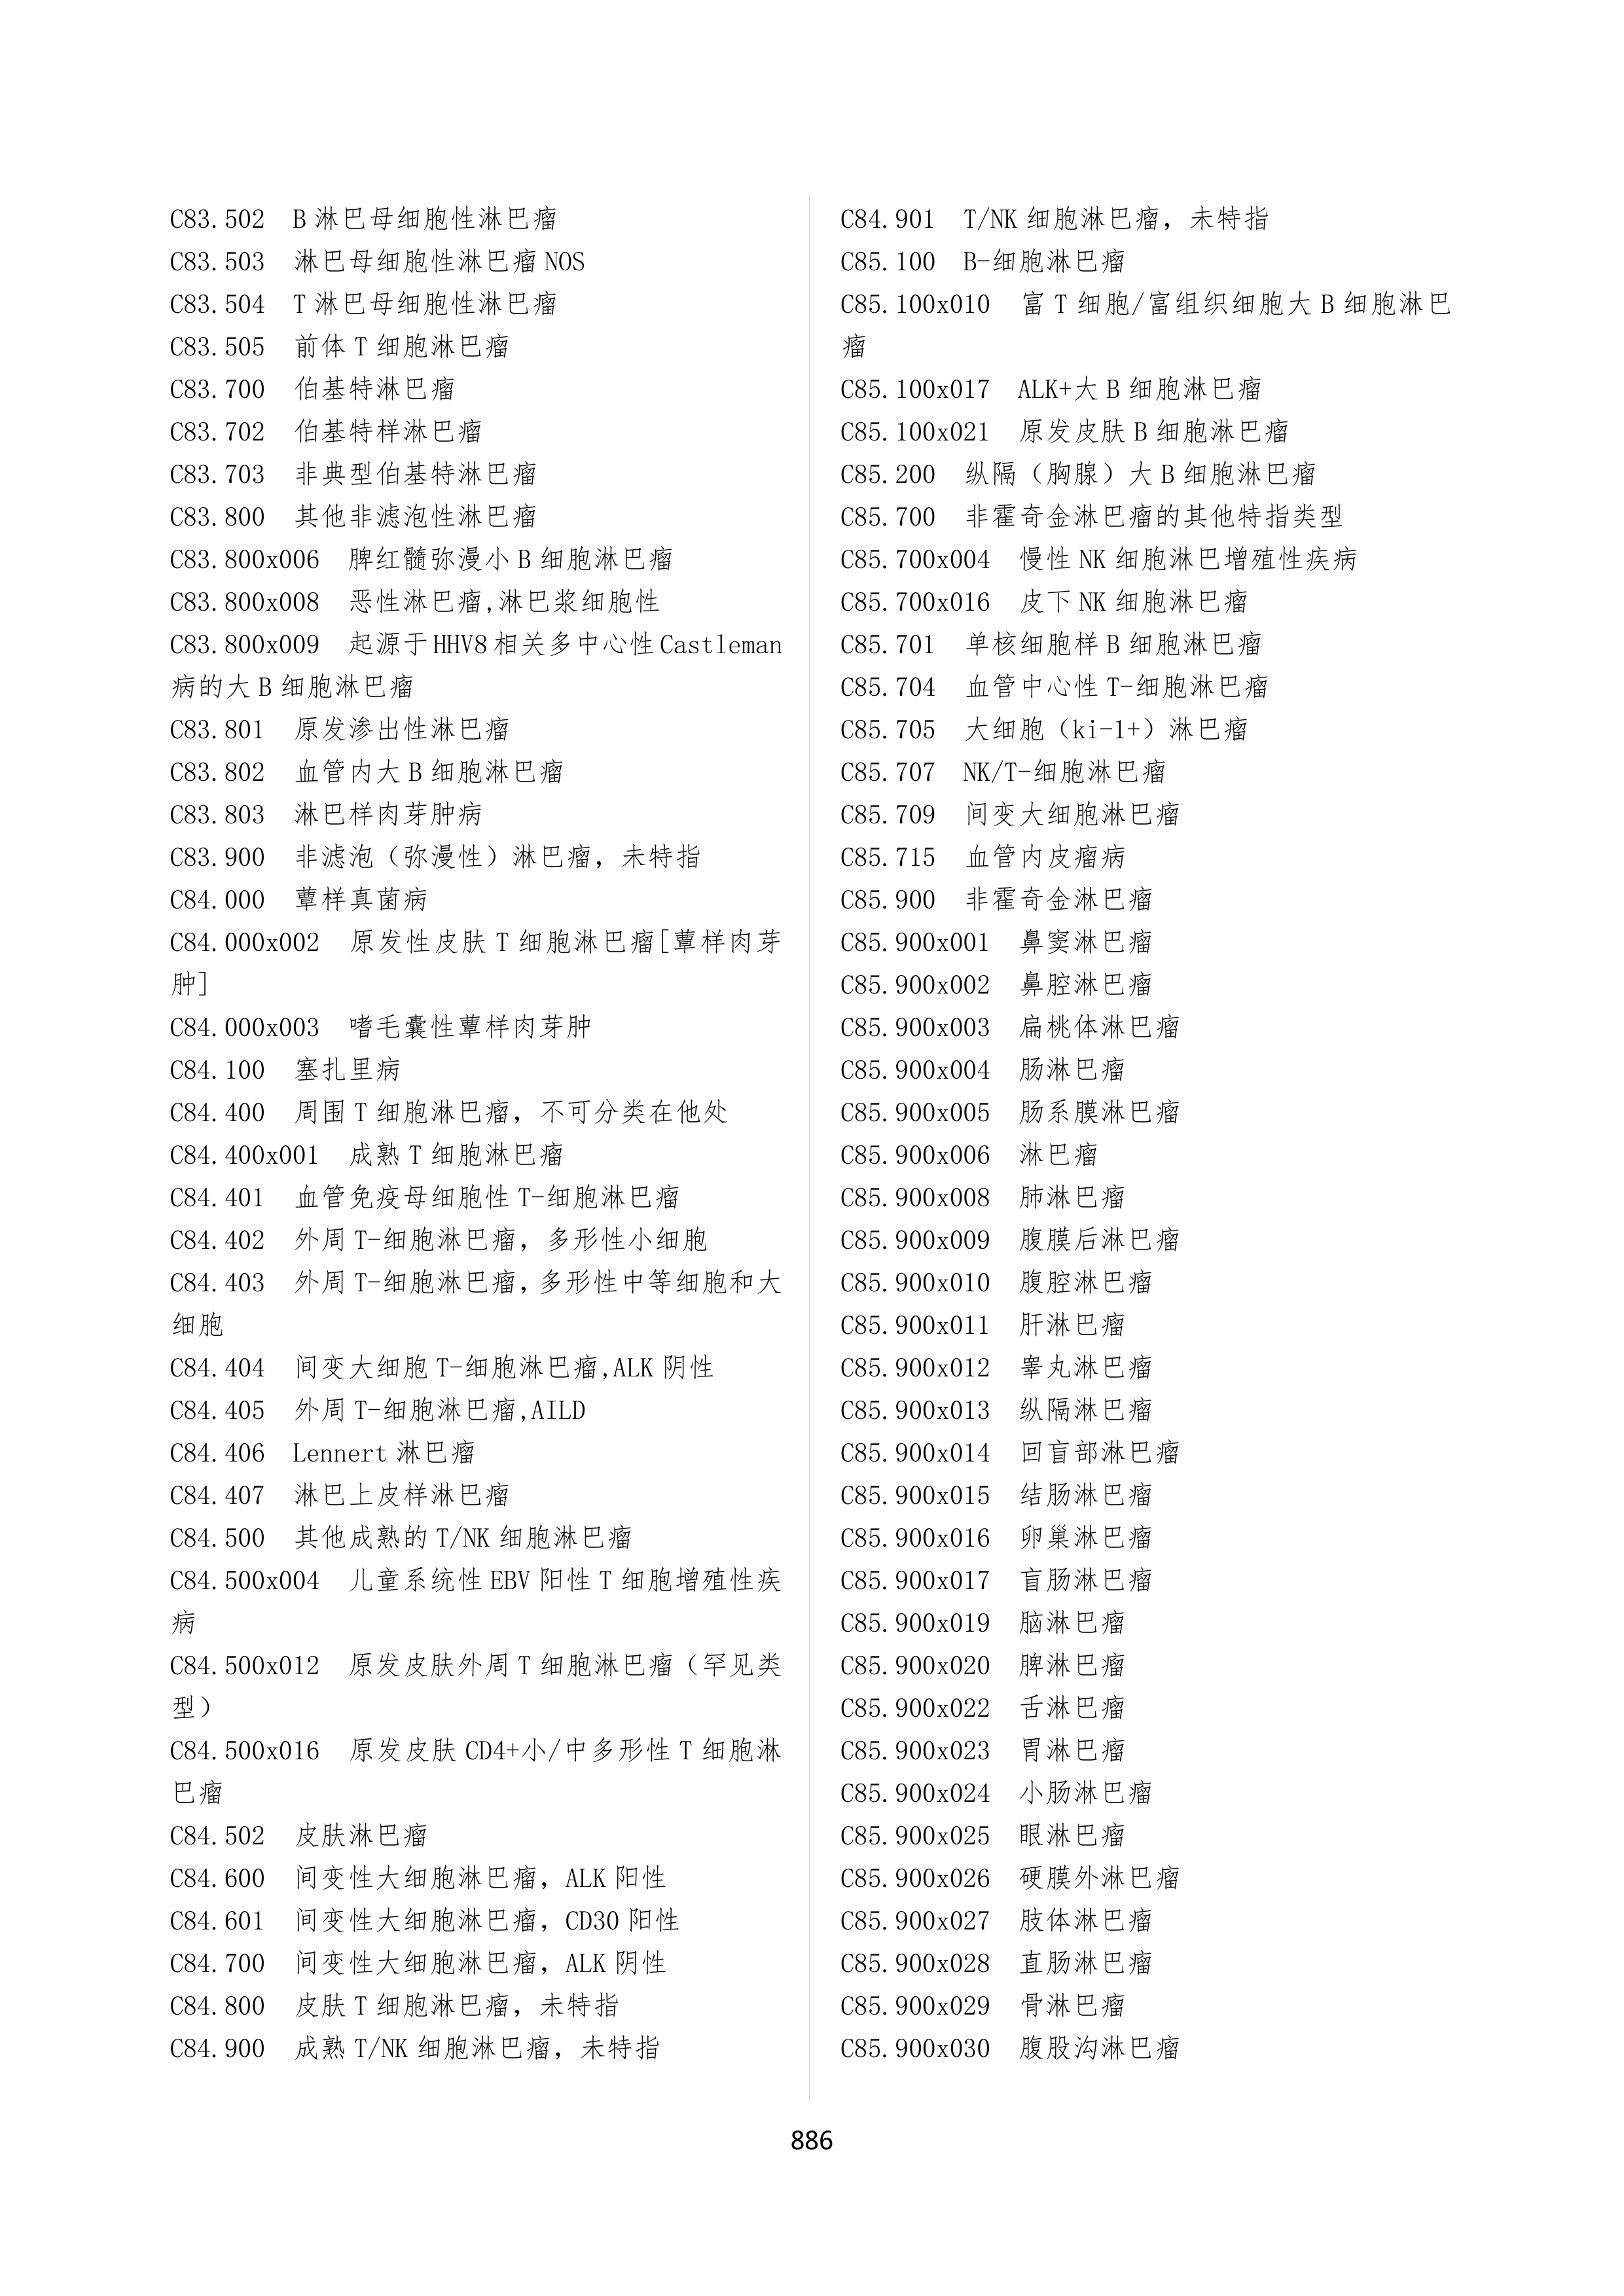 C83.502 B 淋巴母细胞性淋巴瘤
C83.503 淋巴母细胞性淋巴瘤 NOS
C83.504 T 淋巴母细胞性淋巴瘤
C83.505 前体 T 细胞淋巴瘤
C83.700 伯基特淋巴瘤
C83.702 伯基特样淋巴瘤
C83.703 非典型伯基特淋巴瘤
C83.800 其他非滤泡性淋巴瘤
C83.800x006 脾红髓弥漫小 B 细胞淋巴瘤
C83.800x008 恶性淋巴瘤,淋巴浆细胞性
C83.800x009 起源于 HHV8 相关多中心性 Castleman
病的大 B 细胞淋巴瘤
C83.801 原发渗出性淋巴瘤
C83.802 血管内大 B 细胞淋巴瘤
C83.803 淋巴样肉芽肿病
C83.900 非滤泡（弥漫性）淋巴瘤，未特指
C84.000 蕈样真菌病
C84.000x002 原发性皮肤 T 细胞淋巴瘤[蕈样肉芽
肿]
C84.000x003 嗜毛囊性蕈样肉芽肿
C84.100 塞扎里病
C84.400 周围 T 细胞淋巴瘤，不可分类在他处
C84.400x001 成熟 T 细胞淋巴瘤
C84.401 血管免疫母细胞性 T-细胞淋巴瘤
C84.402 外周 T-细胞淋巴瘤，多形性小细胞
C84.403 外周 T-细胞淋巴瘤，多形性中等细胞和大
细胞
C84.404 间变大细胞 T-细胞淋巴瘤,ALK 阴性
C84.405 外周 T-细胞淋巴瘤,AILD
C84.406 Lennert 淋巴瘤
C84.407 淋巴上皮样淋巴瘤
C84.500 其他成熟的 T/NK 细胞淋巴瘤
C84.500x004 儿童系统性 EBV 阳性 T 细胞增殖性疾
病
C84.500x012 原发皮肤外周 T 细胞淋巴瘤（罕见类
型）
C84.500x016 原发皮肤 CD4+小/中多形性 T 细胞淋
巴瘤
C84.502 皮肤淋巴瘤
C84.600 间变性大细胞淋巴瘤，ALK 阳性
C84.601 间变性大细胞淋巴瘤，CD30 阳性
C84.700 间变性大细胞淋巴瘤，ALK 阴性
C84.800 皮肤 T 细胞淋巴瘤，未特指
C84.900 成熟 T/NK 细胞淋巴瘤，未特指
C84.901 T/NK 细胞淋巴瘤，未特指
C85.100 B-细胞淋巴瘤
C85.100x010 富 T 细胞/富组织细胞大 B 细胞淋巴
瘤
C85.100x017 ALK+大 B 细胞淋巴瘤
C85.100x021 原发皮肤 B 细胞淋巴瘤
C85.200 纵隔（胸腺）大 B 细胞淋巴瘤
C85.700 非霍奇金淋巴瘤的其他特指类型
C85.700x004 慢性 NK 细胞淋巴增殖性疾病
C85.700x016 皮下 NK 细胞淋巴瘤
C85.701 单核细胞样 B 细胞淋巴瘤
C85.704 血管中心性 T-细胞淋巴瘤
C85.705 大细胞（ki-1+）淋巴瘤
C85.707 NK/T-细胞淋巴瘤
C85.709 间变大细胞淋巴瘤
C85.715 血管内皮瘤病
C85.900 非霍奇金淋巴瘤
C85.900x001 鼻窦淋巴瘤
C85.900x002 鼻腔淋巴瘤
C85.900x003 扁桃体淋巴瘤
C85.900x004 肠淋巴瘤
C85.900x005 肠系膜淋巴瘤
C85.900x006 淋巴瘤
C85.900x008 肺淋巴瘤
C85.900x009 腹膜后淋巴瘤
C85.900x010 腹腔淋巴瘤
C85.900x011 肝淋巴瘤
C85.900x012 睾丸淋巴瘤
C85.900x013 纵隔淋巴瘤
C85.900x014 回盲部淋巴瘤
C85.900x015 结肠淋巴瘤
C85.900x016 卵巢淋巴瘤
C85.900x017 盲肠淋巴瘤
C85.900x019 脑淋巴瘤
C85.900x020 脾淋巴瘤
C85.900x022 舌淋巴瘤
C85.900x023 胃淋巴瘤
C85.900x024 小肠淋巴瘤
C85.900x025 眼淋巴瘤
C85.900x026 硬膜外淋巴瘤
C85.900x027 肢体淋巴瘤
C85.900x028 直肠淋巴瘤
C85.900x029 骨淋巴瘤
C85.900x030 腹股沟淋巴瘤
886